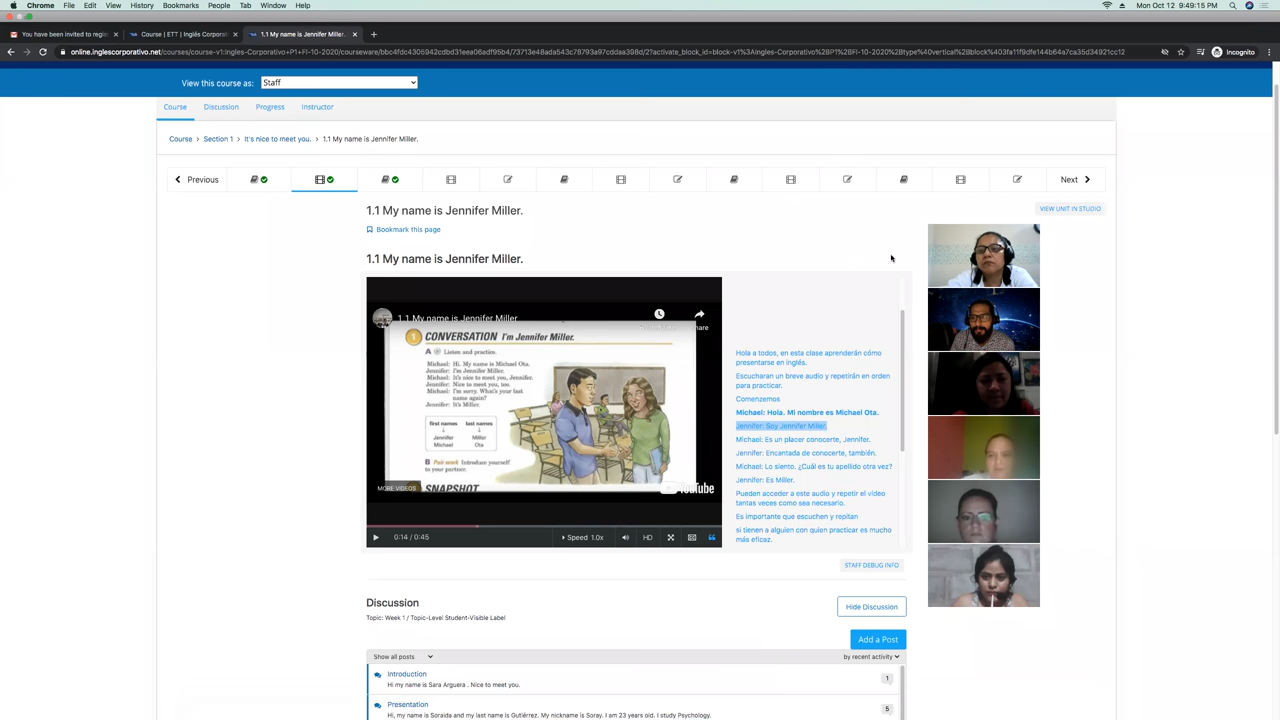 Chrome File Edit View History Bookmarks People Tab Window Help Mon Oct 12 9:49:15 PM
You have been invited to regis Course | ETT | Inglés Corporati 1.1 My name is Jennifer Miller.
online.inglescorporativo.net/courses/course-v1:Ingles-Corporativo+P1+FI-10-2020/courseware/ Incognito
View this course as: Staff
Course Discussion Progress Instructor
Course > Section 1 > It's nice to meet you. > 1.1 My name is Jennifer Miller.
Previous Next
1.1 My name is Jennifer Miller.
VIEW UNIT IN STUDIO
Bookmark this page
1.1 My name is Jennifer Miller.
1.1 My name is Jennifer Miller
1 CONVERSATION I'm Jennifer Miller.
A Listen and practice.
Michael: Hi. My name is Michael Ota.
Jennifer: I'm Jennifer Miller.
Michael: It's nice to meet you, Jennifer.
Jennifer: Nice to meet you, too.
Michael: I'm sorry. What's your last
name again?
Jennifer: It's Miller.
first names last names
Jennifer Miller
Michael Ota
B Pair work Introduce yourself
to your partner.
SNAPSHOT
MORE VIDEOS
YouTube
0:14 / 0:45 Speed 1.0x HD
Hola a todos, en esta clase aprenderán cómo
presentarse en inglés.
Escucharan un breve audio y repetirán en orden
para practicar.
Comenzemos
Michael: Hola. Mi nombre es Michael Ota.
Jennifer: Soy Jennifer Miller.
Michael: Es un placer conocerte, Jennifer.
Jennifer: Encantada de conocerte, también.
Michael: Lo siento. ¿Cuál es tu apellido otra vez?
Jennifer: Es Miller.
Pueden acceder a este audio y repetir el video
tantas veces como sea necesario.
Es importante que escuchen y repitan
si tienen a alguien con quien practicar es mucho
más eficaz.
STAFF DEBUG INFO
Discussion
Hide Discussion
Topic: Week 1 / Topic-Level Student-Visible Label
Add a Post
Show all posts by recent activity
Introduction 1
Hi my name is Sara Arguera . Nice to meet you.
Presentation 5
Hi, my name is Soraida and my last name is Gutiérrez. My nickname is Soray. I am 23 years old. I study Psychology.